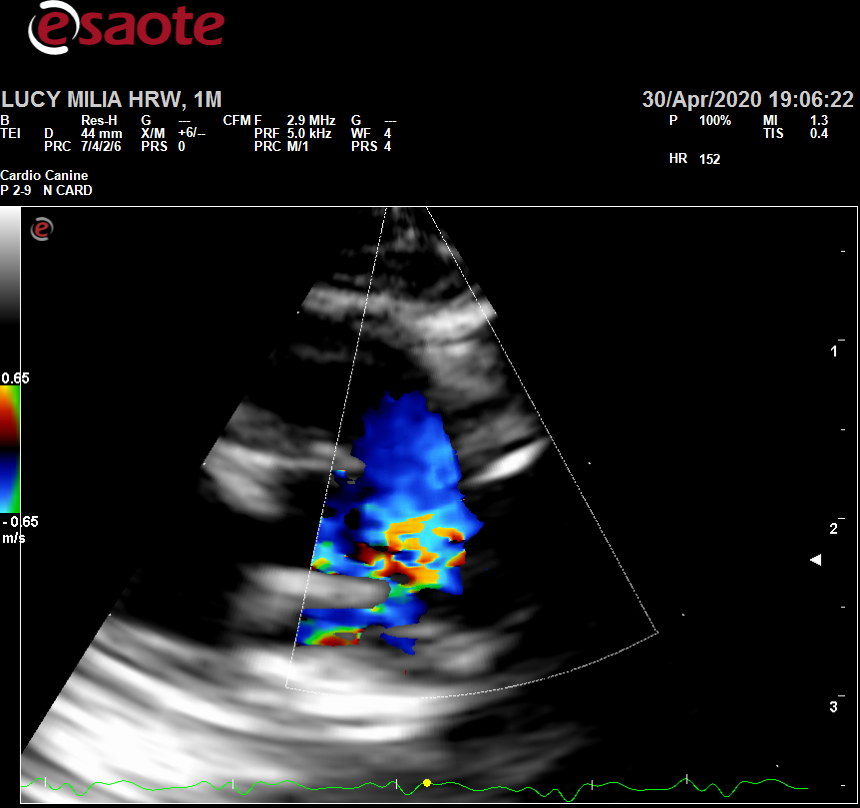 esaote
LUCY MILIA HRW, 1M 30/Apr/2020 19:06:22
B Res-H G --- CFM F 2.9 MHz G --- P 100% MI 1.3
TEI D 44 mm X/M +6/-- PRF 5.0 kHz WF 4 TIS 0.4
PRC 7/4/2/6 PRS 0 PRC M/1 PRS 4
HR 152
Cardio Canine
P 2-9 N CARD
e
1
0.65
-0.65
2
m/s
3